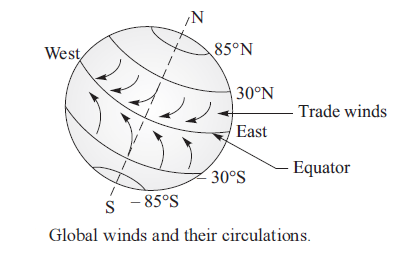 N
West
85°N
30°N
Trade winds
East
Equator
30°S
– 85°S
S
Global winds and their circulations.